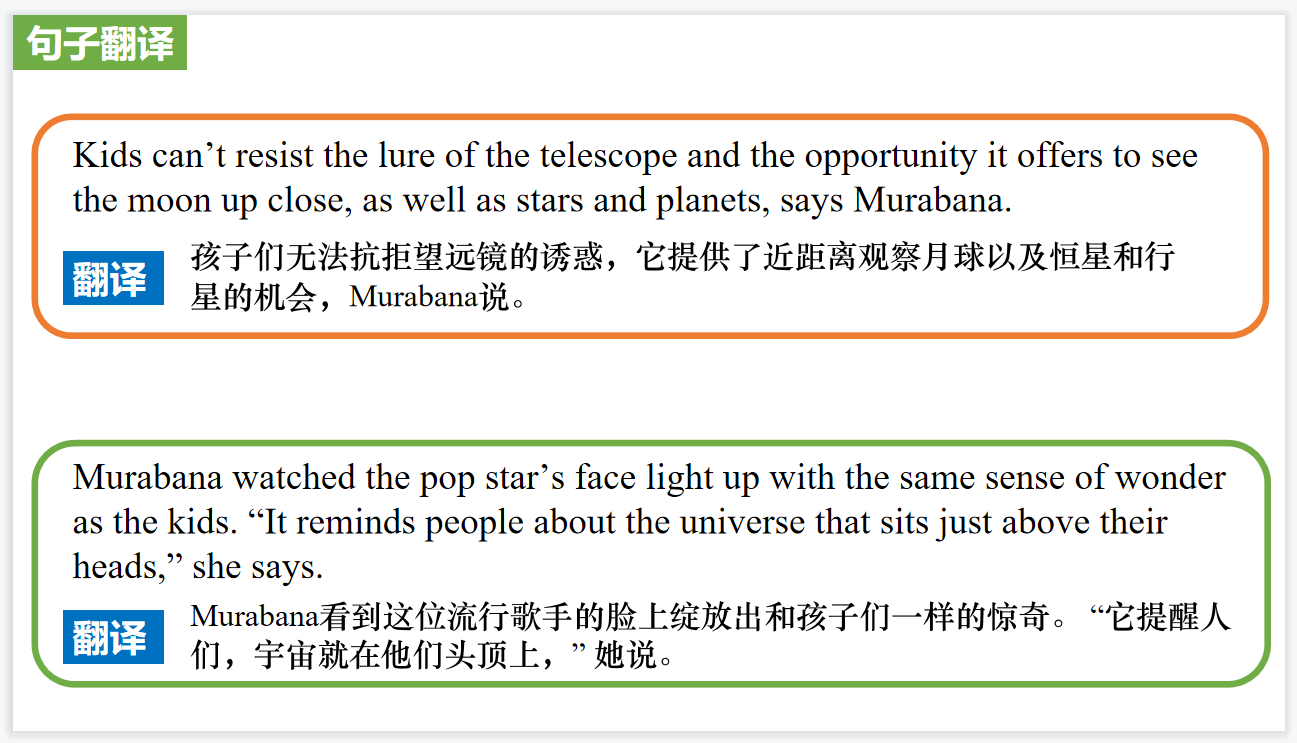 句子翻译
Kids can’t resist the lure of the telescope and the opportunity it offers to see
the moon up close, as well as stars and planets, says Murabana.
翻译
孩子们无法抗拒望远镜的诱惑，它提供了近距离观察月球以及恒星和行
星的机会，Murabana说。
Murabana watched the pop star’s face light up with the same sense of wonder
as the kids. “It reminds people about the universe that sits just above their
heads,” she says.
翻译
Murabana看到这位流行歌手的脸上绽放出和孩子们一样的惊奇。 “它提醒人
们，宇宙就在他们头顶上，” 她说。